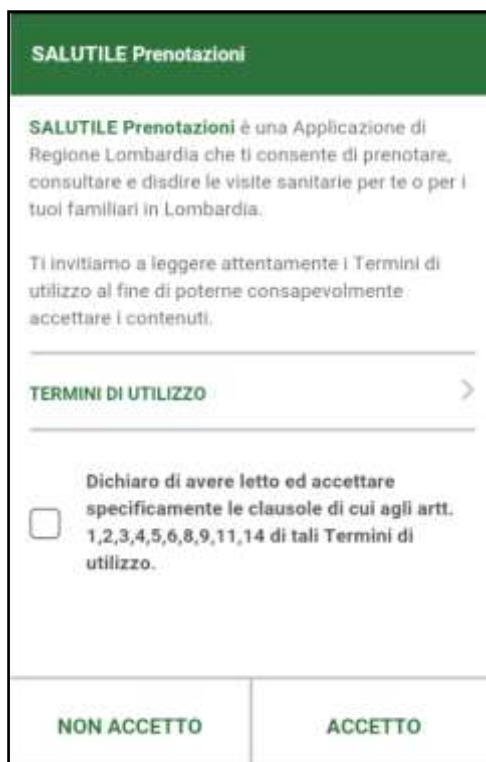 SALUTILE Prenotazioni
SALUTILE Prenotazioni è una Applicazione di
Regione Lombardia che ti consente di prenotare,
consultare e disdire le visite sanitarie per te o per i
tuoi familiari in Lombardia.
Ti invitiamo a leggere attentamente i Termini di
utilizzo al fine di poterne consapevolmente
accettare i contenuti.
TERMINI DI UTILIZZO
Dichiaro di avere letto ed accettare
specificamente le clausole di cui agli artt.
1,2,3,4,5,6,8,9,11,14 di tali Termini di
utilizzo.
NON ACCETTO
ACCETTO